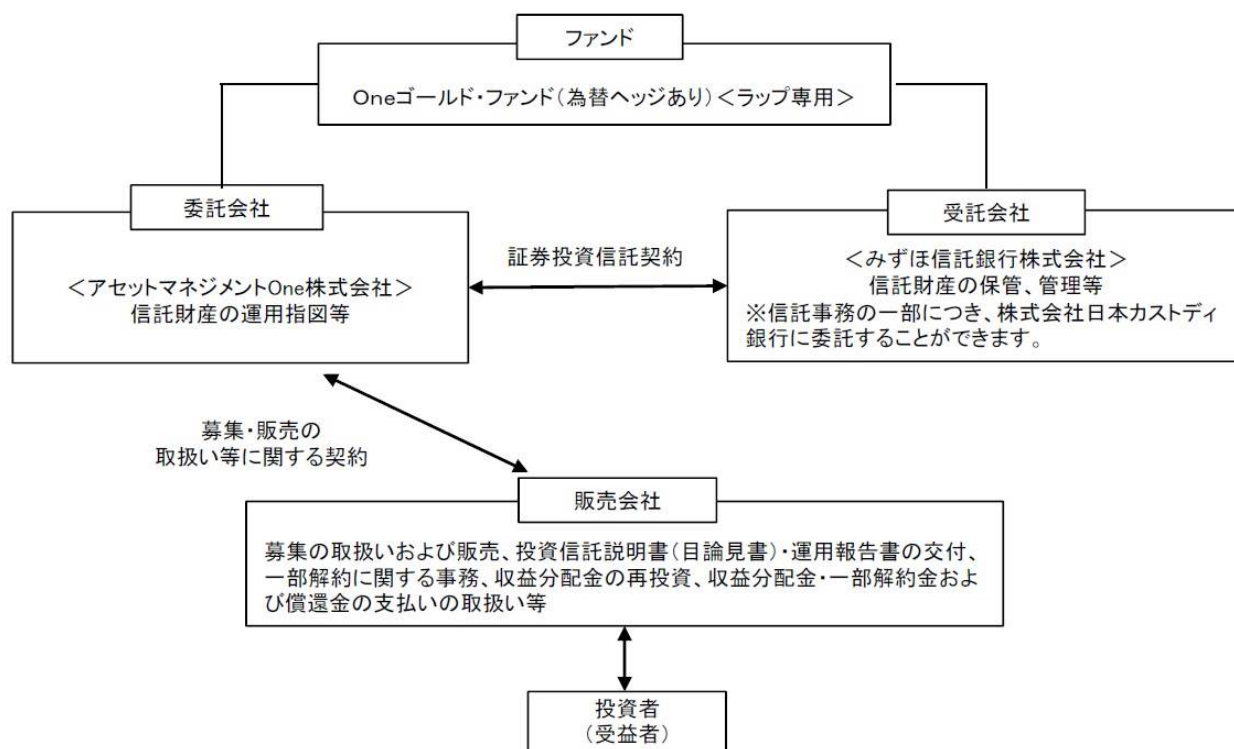 ファンド
Oneゴールド・ファンド(為替ヘッジあり)<ラップ専用>
委託会社
<アセットマネジメントOne株式会社>
信託財産の運用指図等
証券投資信託契約
受託会社
<みずほ信託銀行株式会社>
信託財産の保管、管理等
※信託事務の一部につき、株式会社日本カストディ
銀行に委託することができます。
募集・販売の
取扱い等に関する契約
販売会社
募集の取扱いおよび販売、投資信託説明書(目論見書)・運用報告書の交付、
一部解約に関する事務、収益分配金の再投資、収益分配金・一部解約金およ
び償還金の支払いの取扱い等
投資者
(受益者)